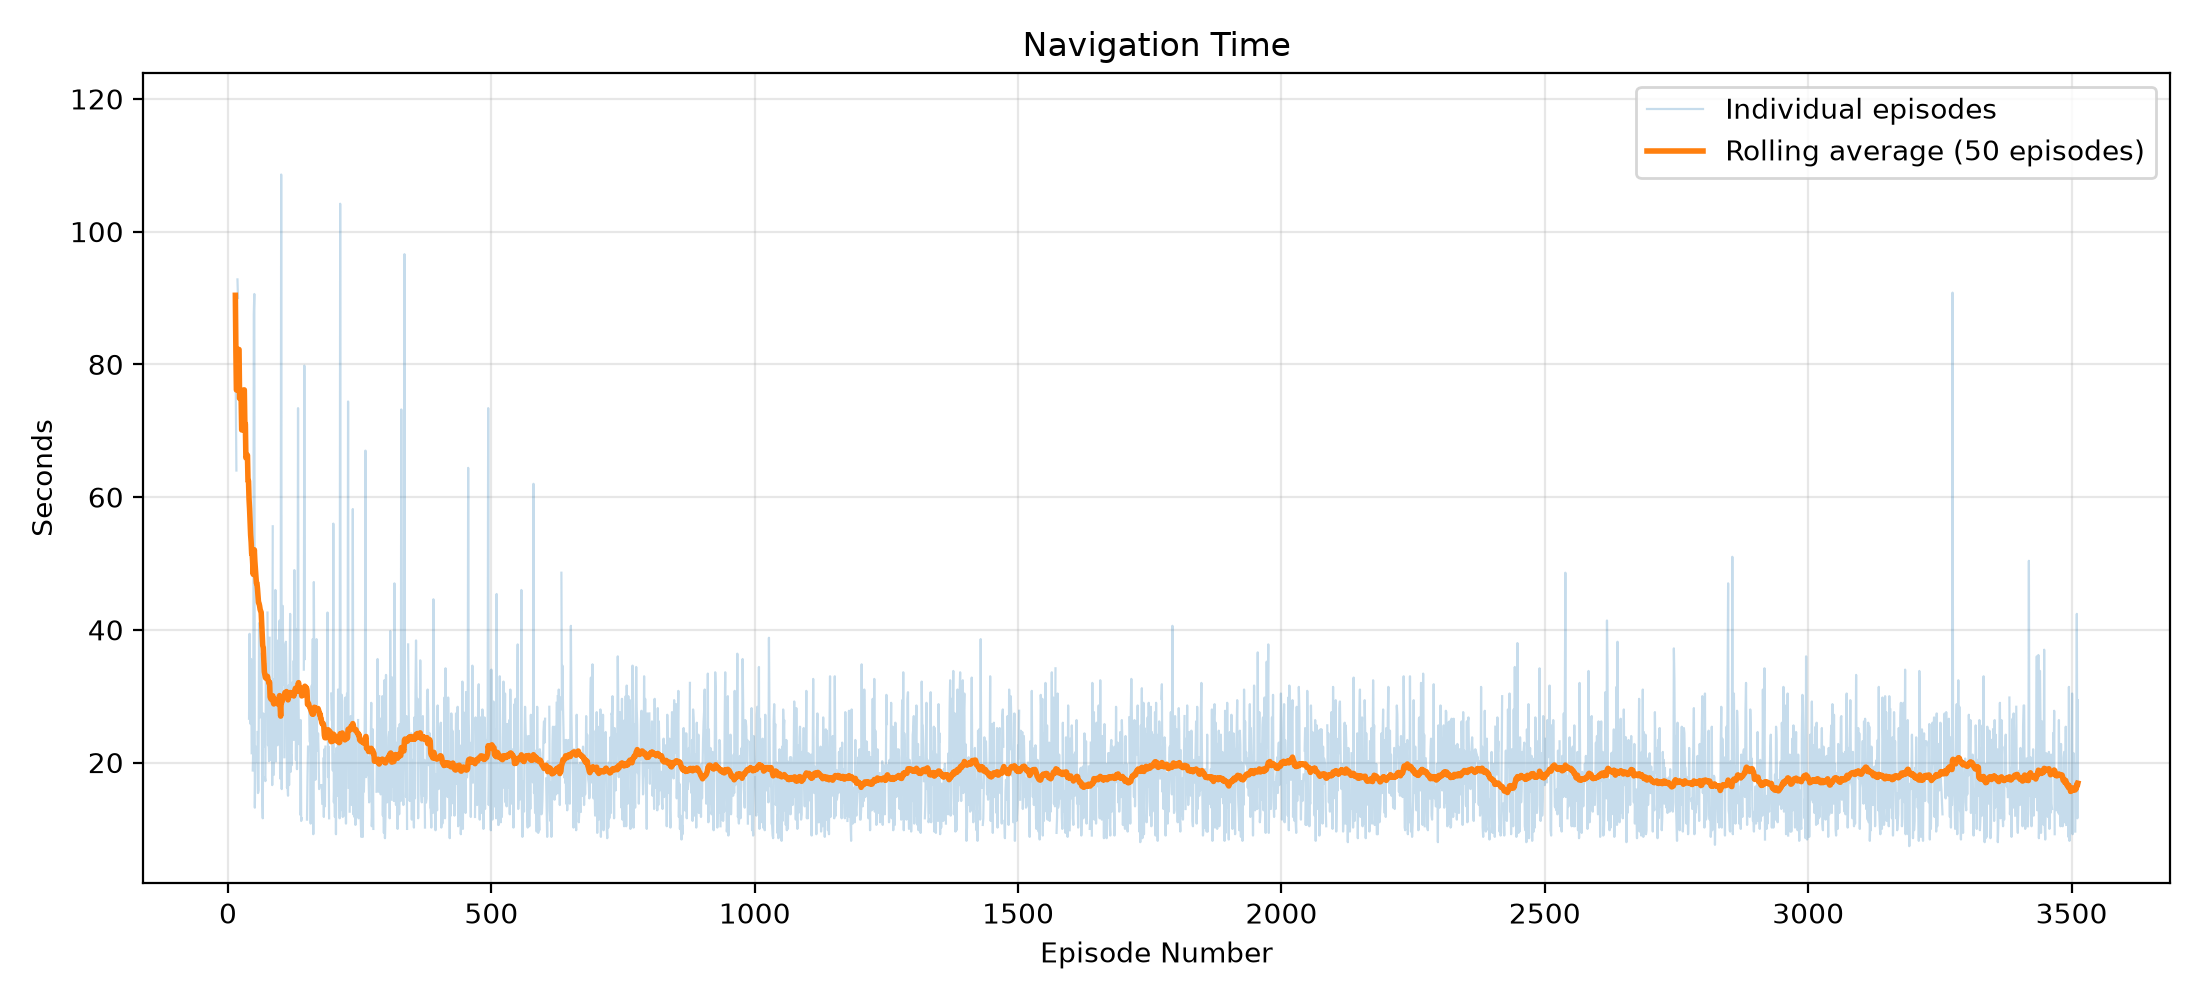 Navigation Time
Individual episodes
Rolling average (50 episodes)
120
100
80
60
40
20
Seconds
0 500 1000 1500 2000 2500 3000 3500
Episode Number